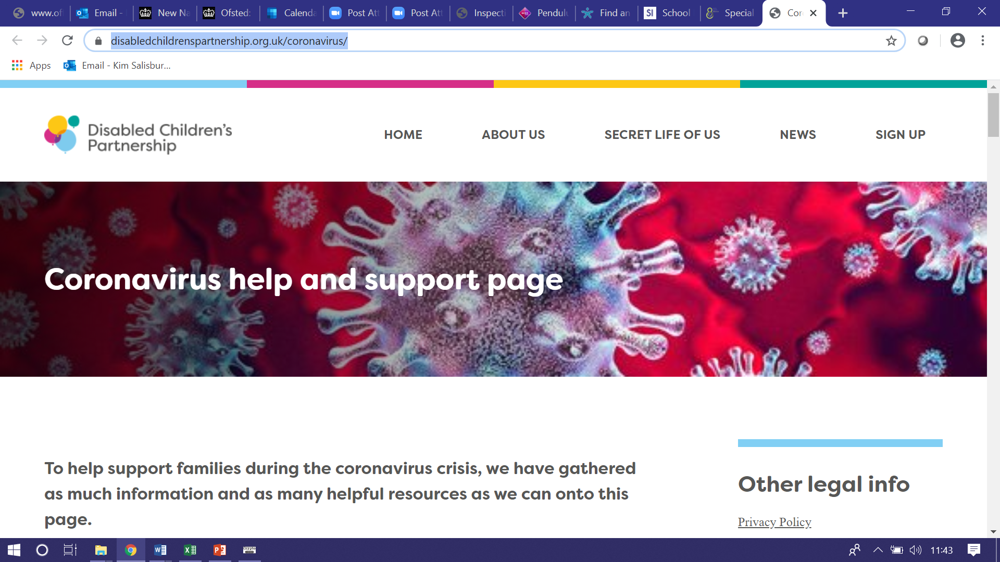 www.of
Email -
New Na
Ofsted:
Calenda
Post Att
Post Att
Inspecti
Pendulu
Find an
SI
School
Special
Cor
disabledchildrenspartnership.org.uk/coronavirus/
Apps
Email - Kim Salisbur...
Disabled Children's
Partnership
HOME
ABOUT US
SECRET LIFE OF US
NEWS
SIGN UP
Coronavirus help and support page
To help support families during the coronavirus crisis, we have gathered
as much information and as many helpful resources as we can onto this
page.
Other legal info
Privacy Policy
11:43